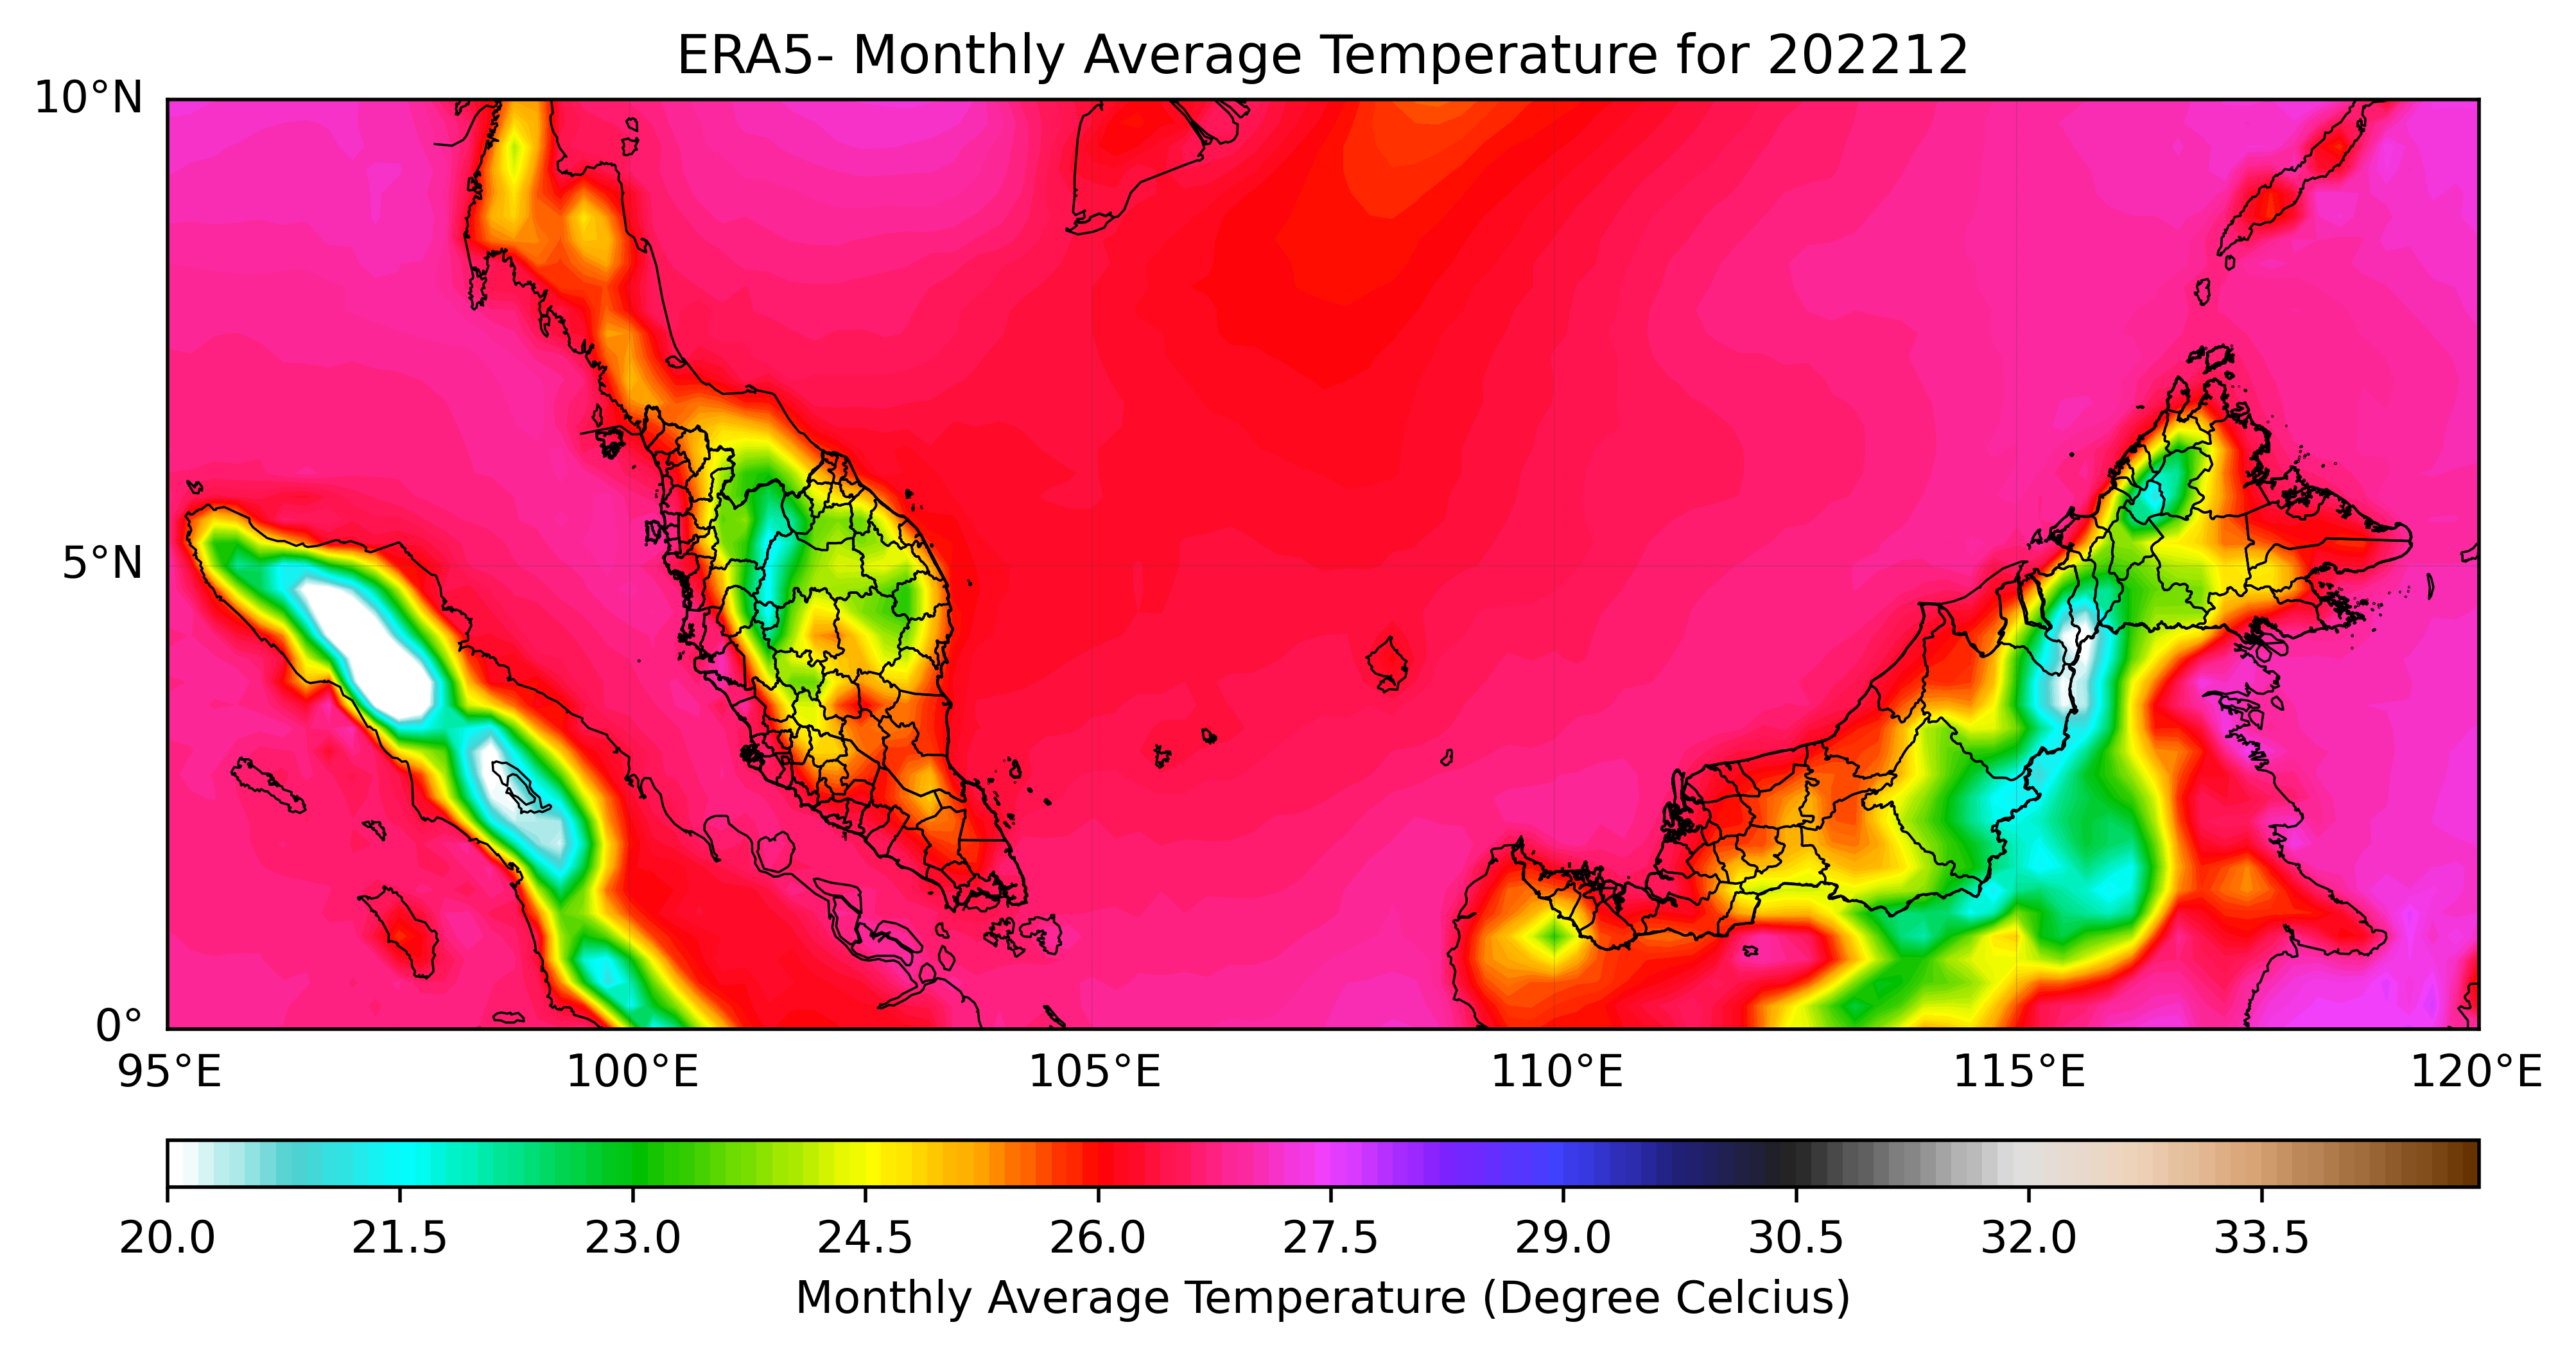 ERA5- Monthly Average Temperature for 202212
10°N
5°N
0°
95°E 100°E 105°E 110°E 115°E 120°E
20.0 21.5 23.0 24.5 26.0 27.5 29.0 30.5 32.0 33.5
Monthly Average Temperature (Degree Celcius)